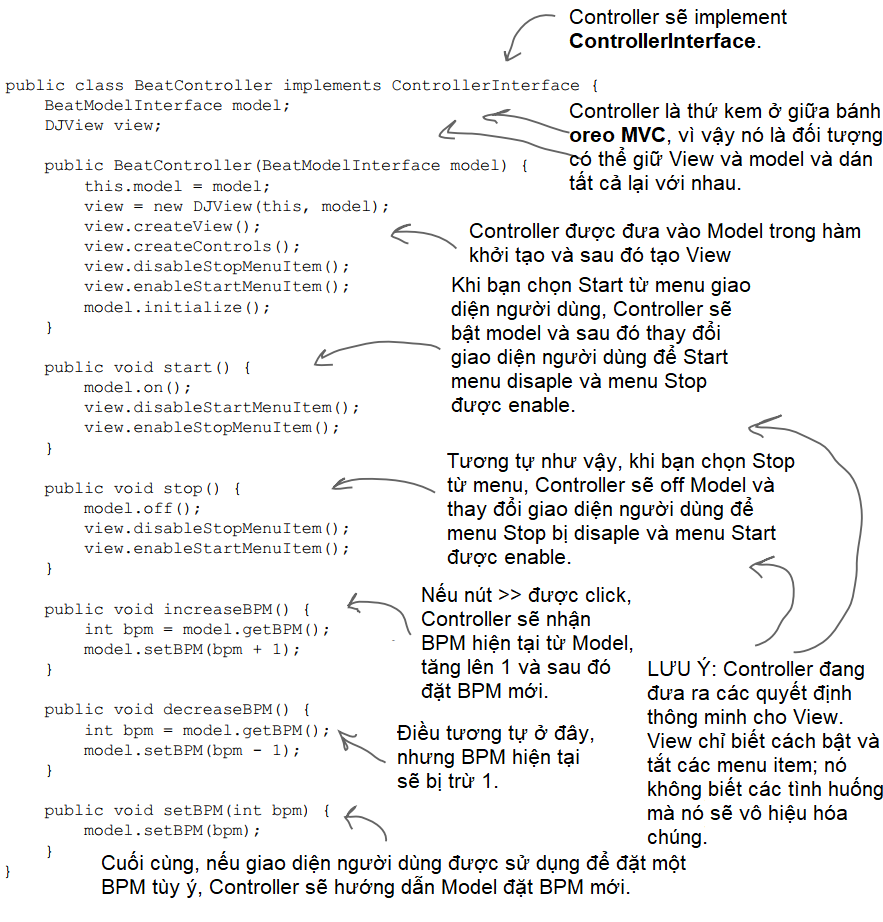 Controller sẽ implement
ControllerInterface.
public class BeatController implements ControllerInterface {
BeatModelInterface model;
DJView view;
Controller là thứ kem ở giữa bánh
oreo MVC, vì vậy nó là đối tượng
có thể giữ View và model và dán
tất cả lại với nhau.
public BeatController(BeatModelInterface model) {
this.model = model;
view = new DJView(this, model);
view.createView();
view.createControls();
view.disableStopMenuItem();
view.enableStartMenuItem();
model.initialize();
}
Controller được đưa vào Model trong hàm
khởi tạo và sau đó tạo View
Khi bạn chọn Start từ menu giao
diện người dùng, Controller sẽ
bật model và sau đó thay đổi
giao diện người dùng để Start
menu disaple và menu Stop
được enable.
public void start() {
model.on();
view.disableStartMenuItem();
view.enableStopMenuItem();
}
Tương tự như vậy, khi bạn chọn Stop
từ menu, Controller sẽ off Model và
thay đổi giao diện người dùng để
menu Stop bị disaple và menu Start
được enable.
public void stop() {
model.off();
view.disableStopMenuItem();
view.enableStartMenuItem();
}
Nếu nút >> được click,
Controller sẽ nhận
BPM hiện tại từ Model,
tăng lên 1 và sau đó
đặt BPM mới.
public void increaseBPM() {
int bpm = model.getBPM();
model.setBPM(bpm + 1);
}
LƯU Ý: Controller đang
đưa ra các quyết định
thông minh cho View.
View chỉ biết cách bật và
tắt các menu item; nó
không biết các tình huống
mà nó sẽ vô hiệu hóa
chúng.
public void decreaseBPM() {
int bpm = model.getBPM();
model.setBPM(bpm - 1);
}
Điều tương tự ở đây,
nhưng BPM hiện tại
sẽ bị trừ 1.
public void setBPM(int bpm) {
model.setBPM(bpm);
}
}
Cuối cùng, nếu giao diện người dùng được sử dụng để đặt một
BPM tùy ý, Controller sẽ hướng dẫn Model đặt BPM mới.